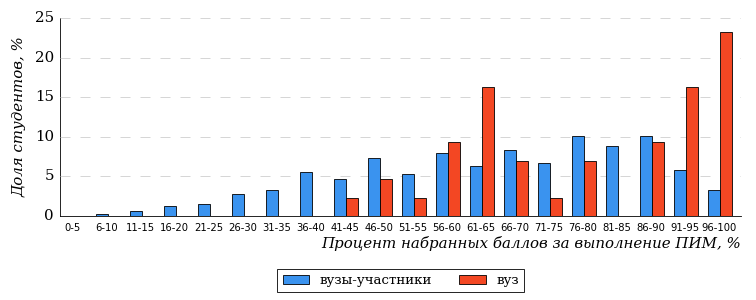 25
20
15
10
5
0
Доля студентов, %
0-5 6-10 11-15 16-20 21-25 26-30 31-35 36-40 41-45 46-50 51-55 56-60 61-65 66-70 71-75 76-80 81-85 86-90 91-95 96-100
Процент набранных баллов за выполнение ПИМ, %
вузы-участники вуз